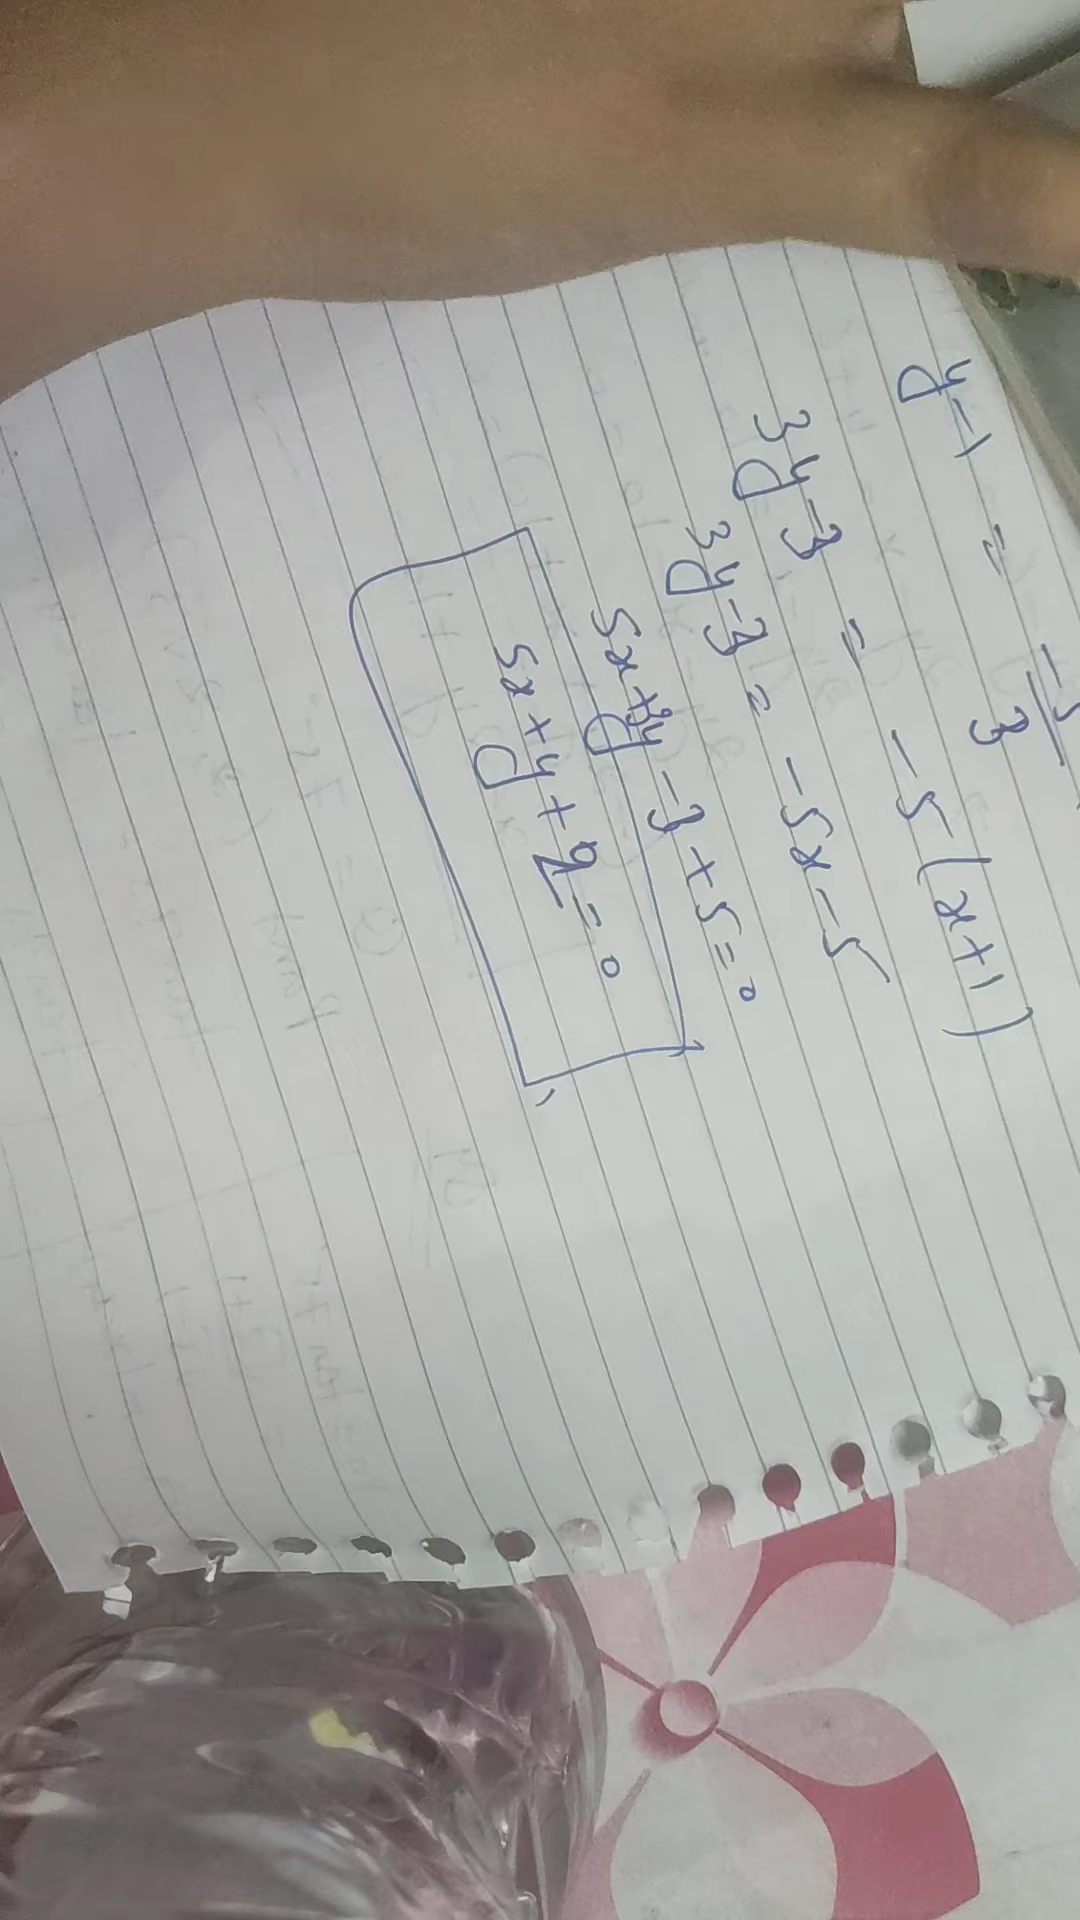 y-1 = -5/3
3y-3 = -5(x+1)
3y-3 = -5x-5
5x+3y-3+5=0
5x+y+2=0